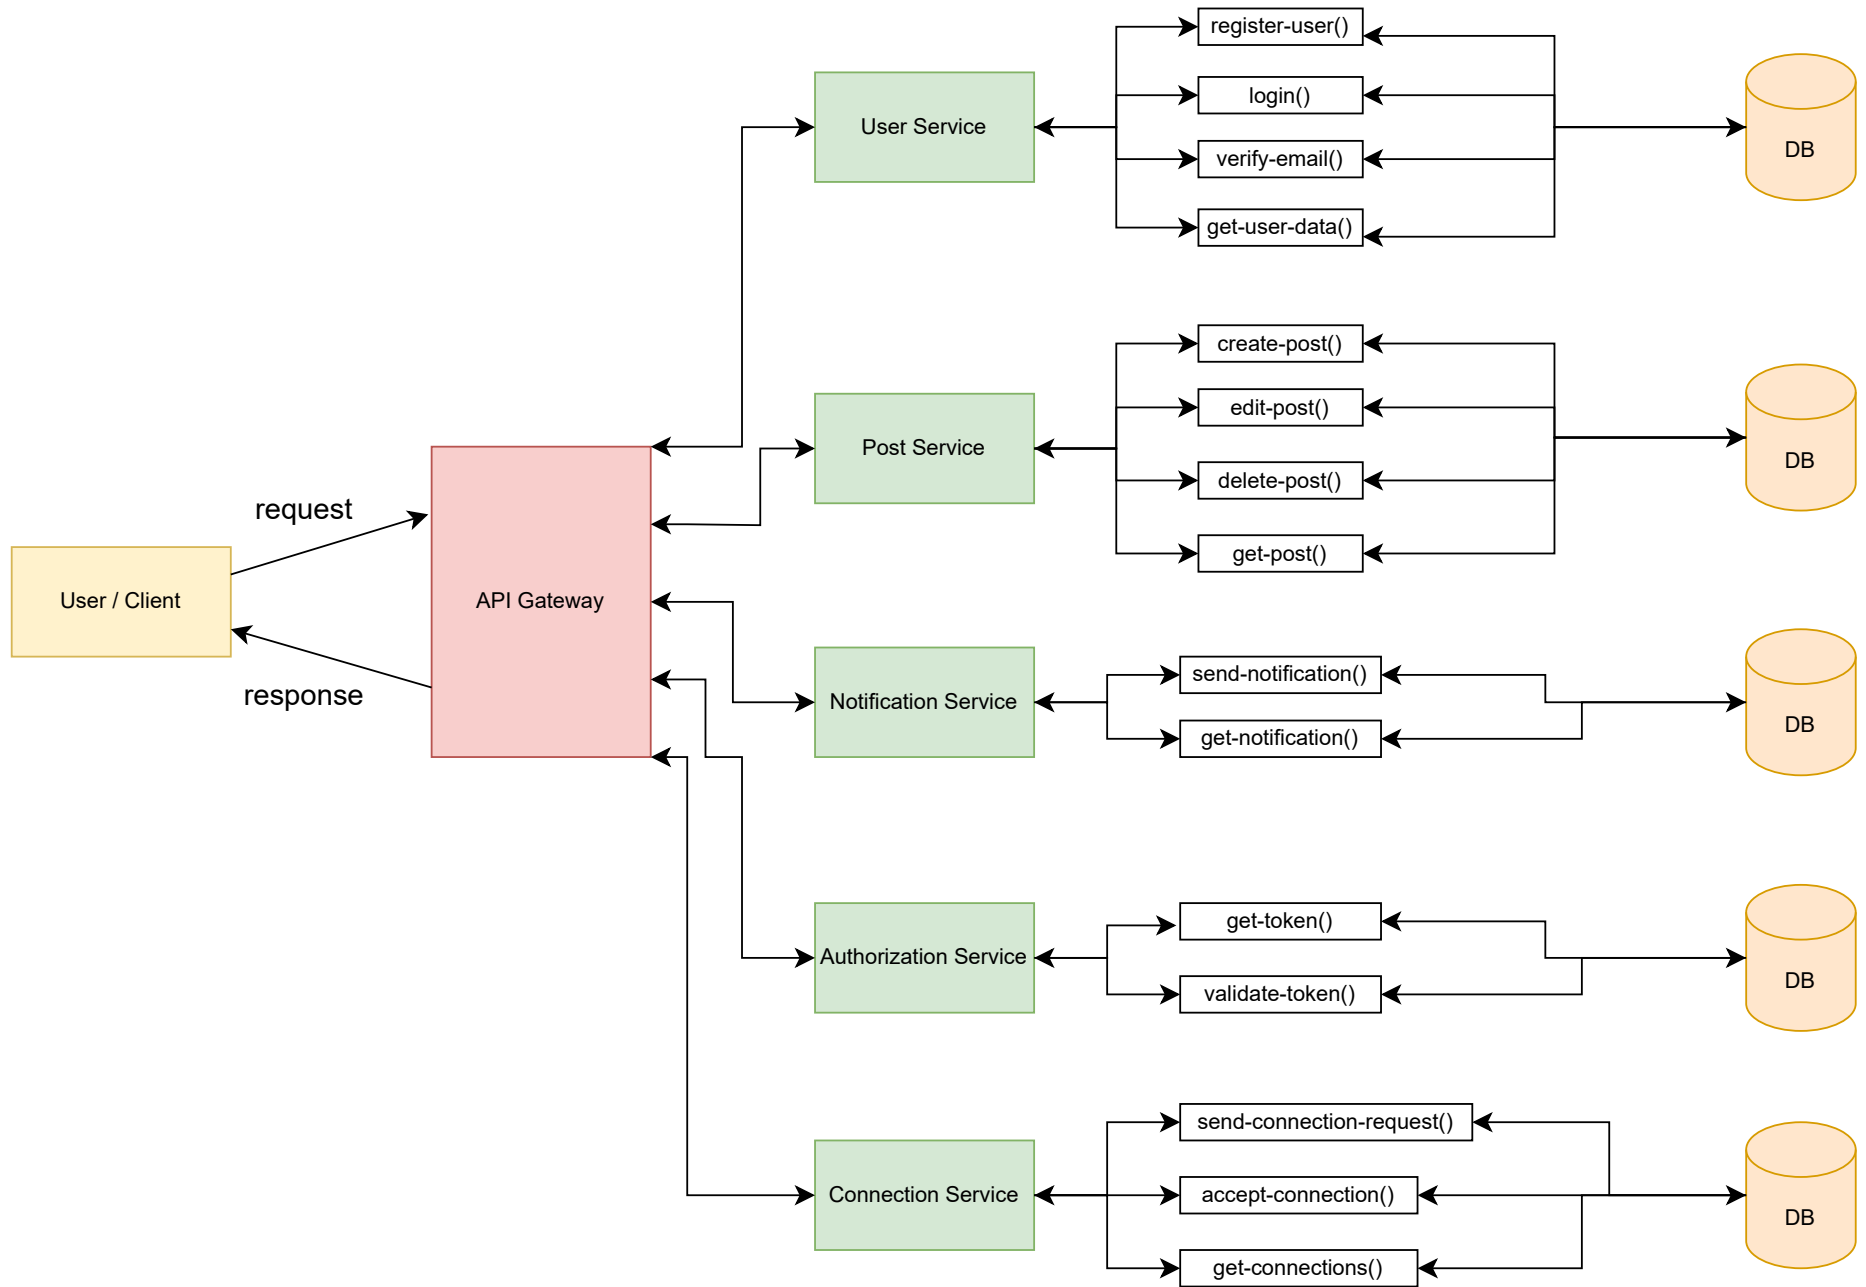 register-user()
login()
User Service
verify-email()
DB
get-user-data()
create-post()
edit-post()
Post Service
DB
delete-post()
request
get-post()
User / Client
API Gateway
send-notification()
response
Notification Service
DB
get-notification()
get-token()
Authorization Service
DB
validate-token()
send-connection-request()
Connection Service
accept-connection()
DB
get-connections()